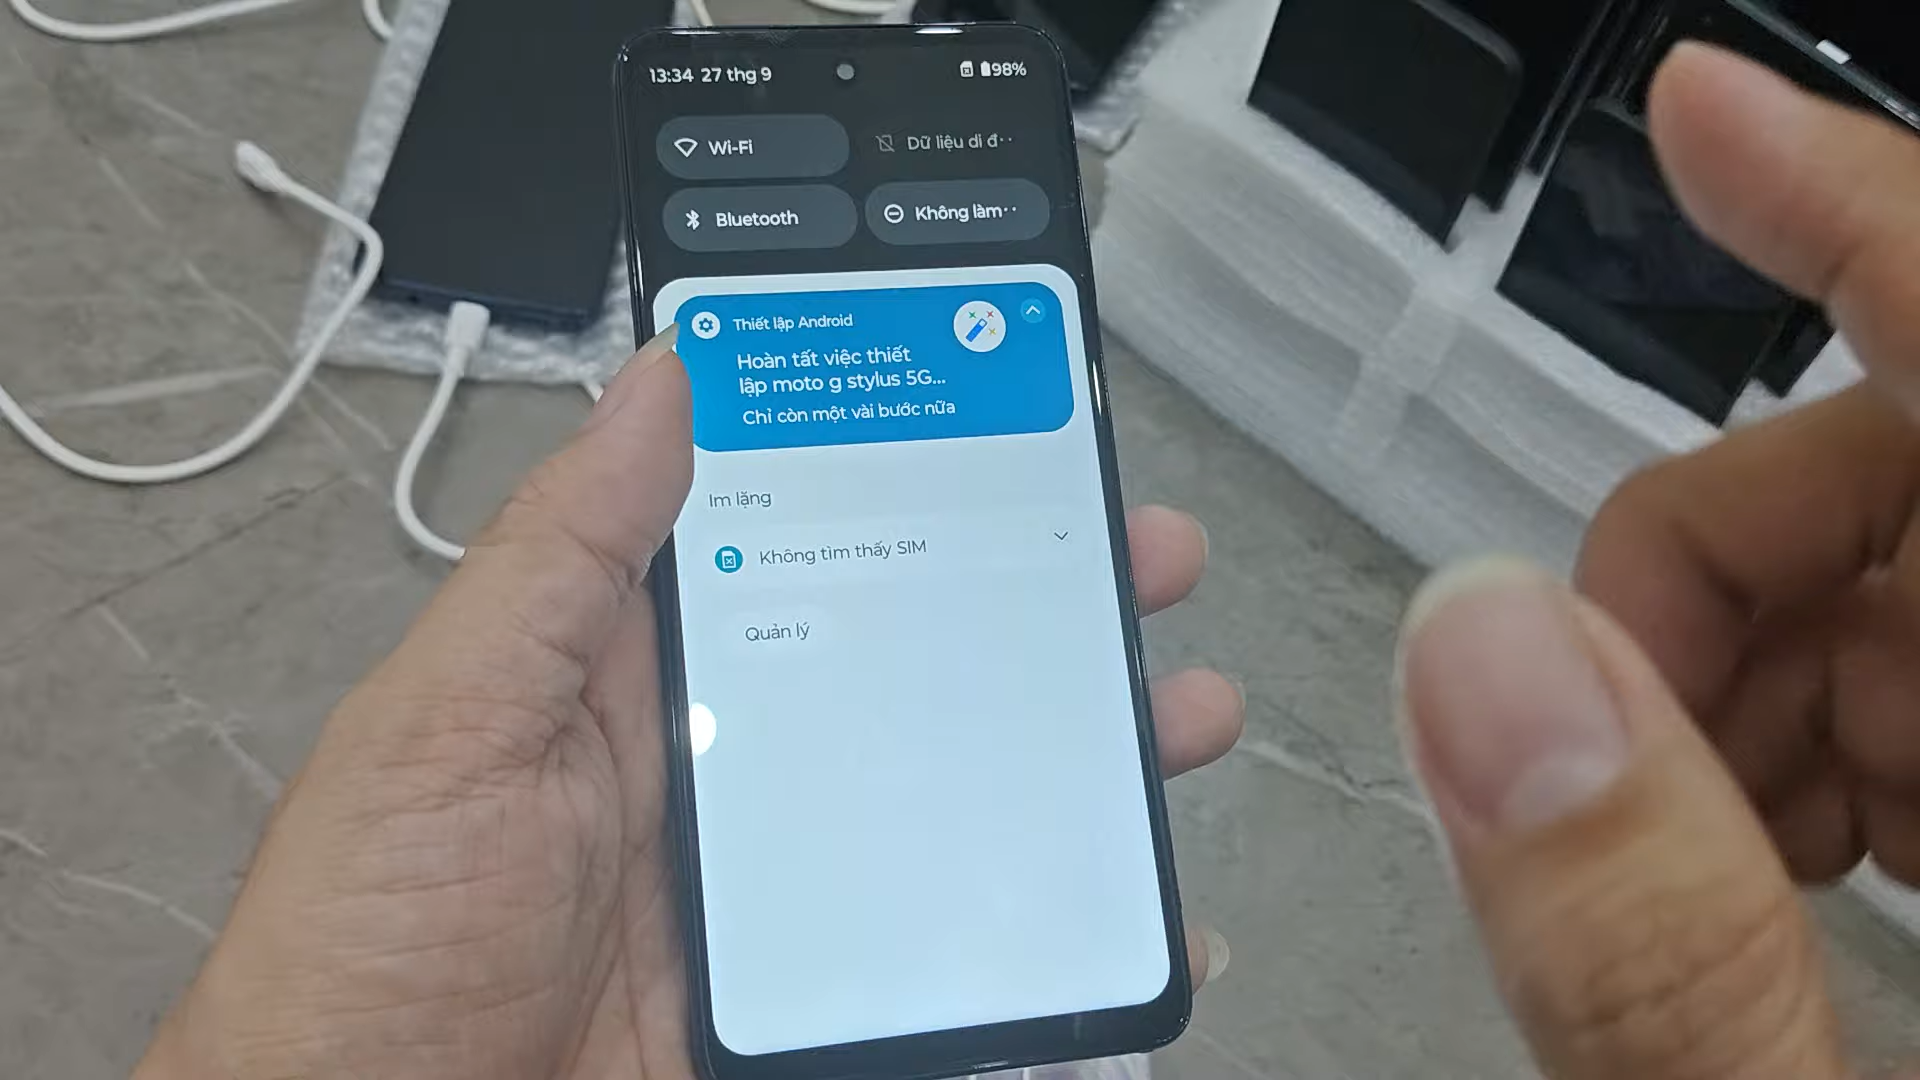 13:34 27 thg 9
98%
Wi-Fi
Dữ liệu di đ··
Bluetooth
Không làm··
Thiết lập Android
Hoàn tất việc thiết
lập moto g stylus 5G...
Chỉ còn một vài bước nữa
Im lặng
Không tìm thấy SIM
Quản lý